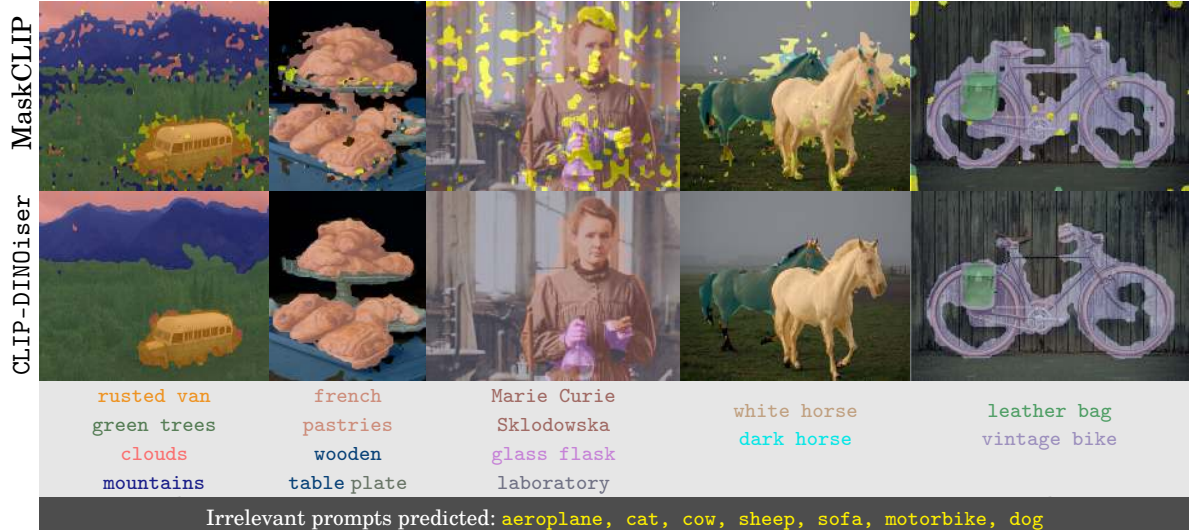 MaskCLIP
CLIP-DINOiser
rusted van
green trees
clouds
mountains
french
pastries
wooden
table plate
Marie Curie
Sklodowska
glass flask
laboratory
white horse
dark horse
leather bag
vintage bike
Irrelevant prompts predicted: aeroplane, cat, cow, sheep, sofa, motorbike, dog